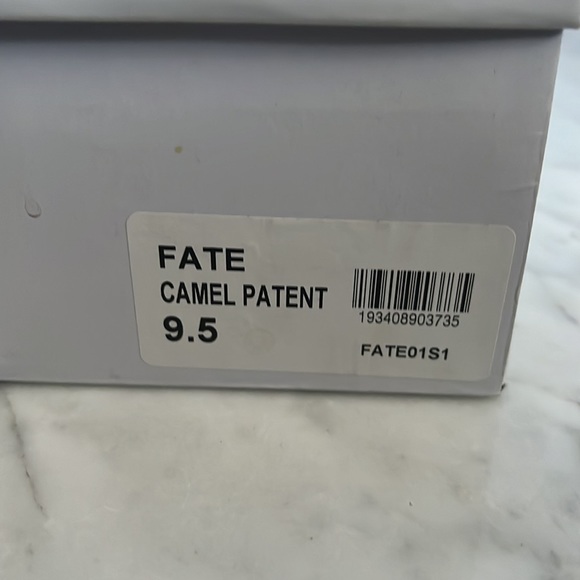 FATE
CAMEL PATENT
9.5
193408903735
FATE01S1